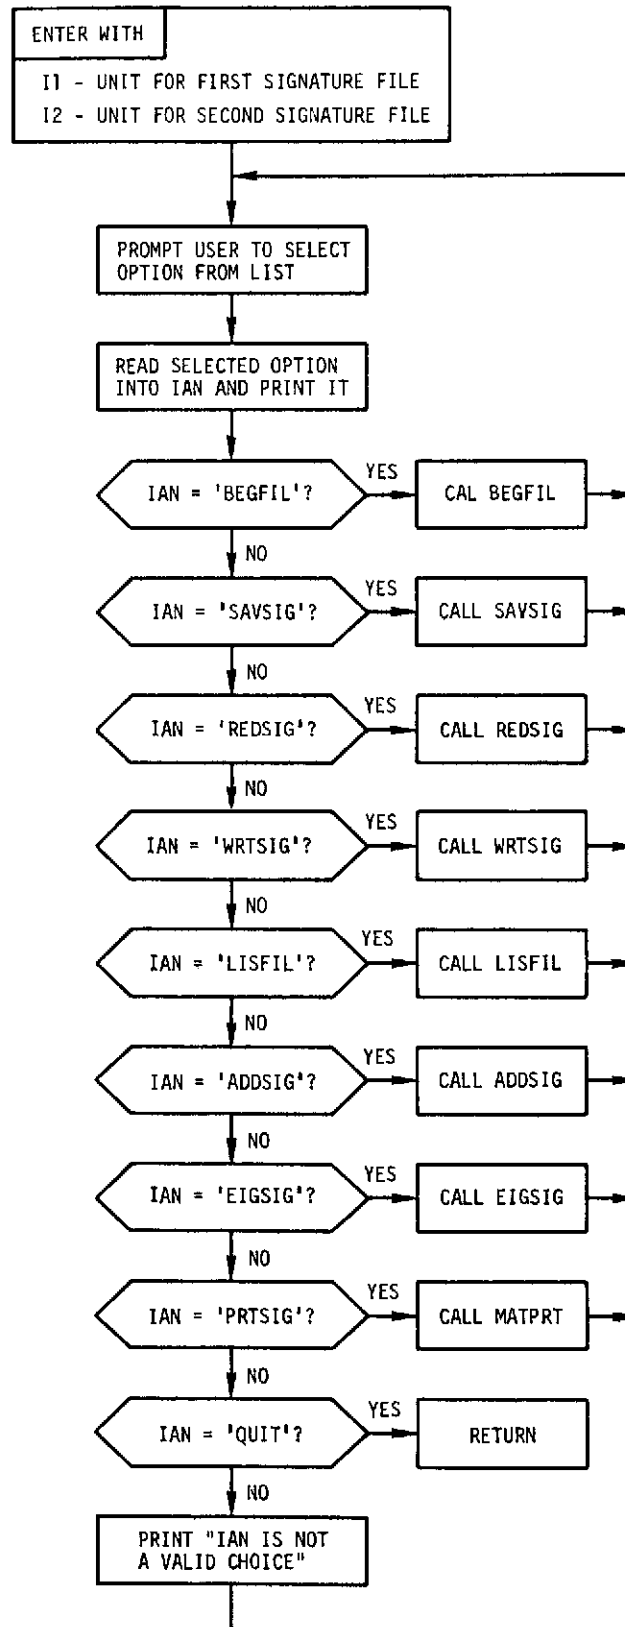 ENTER WITH
I1 - UNIT FOR FIRST SIGNATURE FILE
I2 - UNIT FOR SECOND SIGNATURE FILE
PROMPT USER TO SELECT
OPTION FROM LIST
READ SELECTED OPTION
INTO IAN AND PRINT IT
IAN = 'BEGFIL'?
YES
CAL BEGFIL
NO
IAN = 'SAVSIG'?
YES
CALL SAVSIG
NO
IAN = 'REDSIG'?
YES
CALL REDSIG
NO
IAN = 'WRTSIG'?
YES
CALL WRTSIG
NO
IAN = 'LISFIL'?
YES
CALL LISFIL
NO
IAN = 'ADDSIG'?
YES
CALL ADDSIG
NO
IAN = 'EIGSIG'?
YES
CALL EIGSIG
NO
IAN = 'PRTSIG'?
YES
CALL MATPRT
NO
IAN = 'QUIT'?
YES
RETURN
NO
PRINT "IAN IS NOT
A VALID CHOICE"